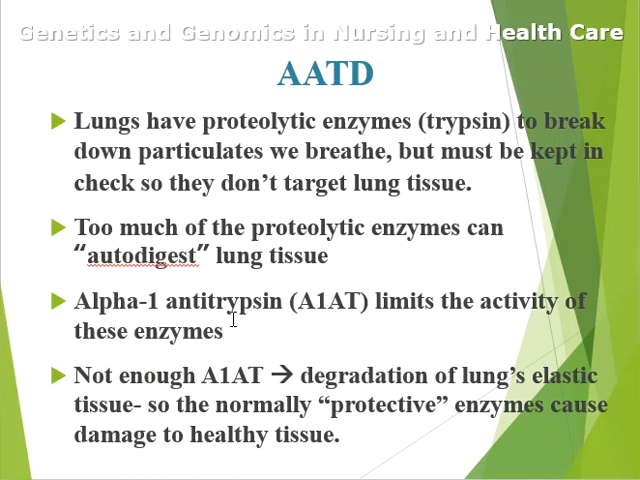 Genetics and Genomics in Nursing and Health Care
AATD
Lungs have proteolytic enzymes (trypsin) to break
down particulates we breathe, but must be kept in
check so they don’t target lung tissue.
Too much of the proteolytic enzymes can
“autodigest” lung tissue
Alpha-1 antitrypsin (A1AT) limits the activity of
these enzymes
Not enough A1AT → degradation of lung’s elastic
tissue- so the normally “protective” enzymes cause
damage to healthy tissue.